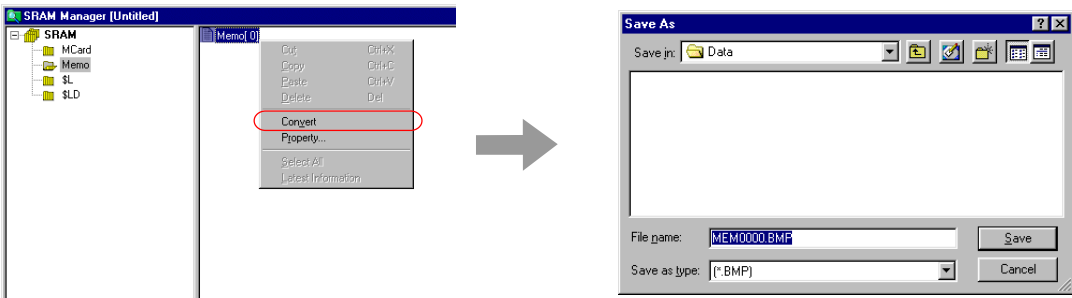 SRAM Manager [Untitled]
SRAM
MCard
Memo
$L
$LD
Memo[ 0]
Cut Ctrl+X
Copy Ctrl+C
Paste Ctrl+V
Delete Del
Convert
Property...
Select All
Latest Information
Save As
Save in: Data
File name: MEM0000.BMP
Save
Save as type: (*.BMP)
Cancel